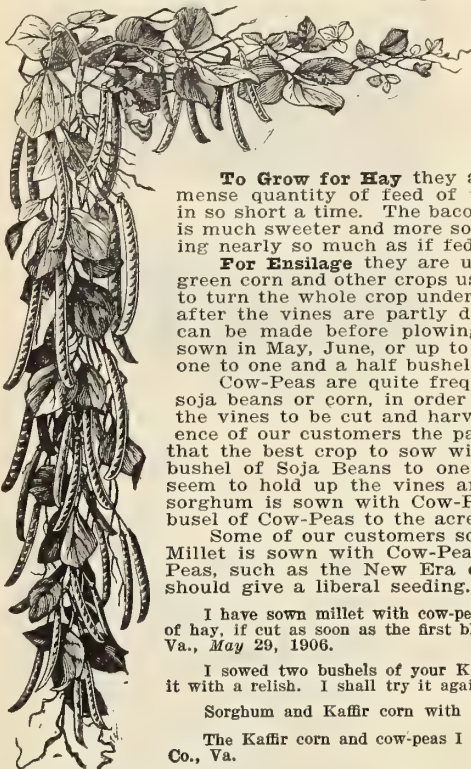 To Grow for Hay they a
mense quantity of feed of
in so short a time. The baco
is much sweeter and more so
ing nearly so much as if fed
For Ensilage they are u
green corn and other crops us
to turn the whole crop under
after the vines are partly d
can be made before plowing
sown in May, June, or up to
one to one and a half bushel
Cow-Peas are quite freq
soja beans or corn, in order
the vines to be cut and harv
ence of our customers the pa
that the best crop to sow wi
bushel of Soja Beans to one
seem to hold up the vines a
sorghum is sown with Cow-P
busel of Cow-Peas to the acre
Some of our customers so
Millet is sown with Cow-Pea
Peas, such as the New Era
should give a liberal seeding.
I have sown millet with cow-pe
of hay, if cut as soon as the first bl
Va., May 29, 1906.
I sowed two bushels of your K
it with a relish. I shall try it agai
Sorghum and Kaffir corn with
The Kaffir corn and cow-peas I
Co., Va.